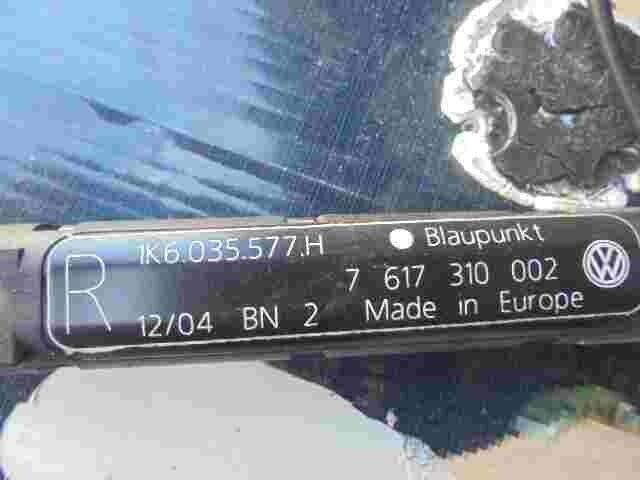 R
1K6.035.577.H
Blaupunkt
7 617 310 002
12/04 BN 2 Made in Europe